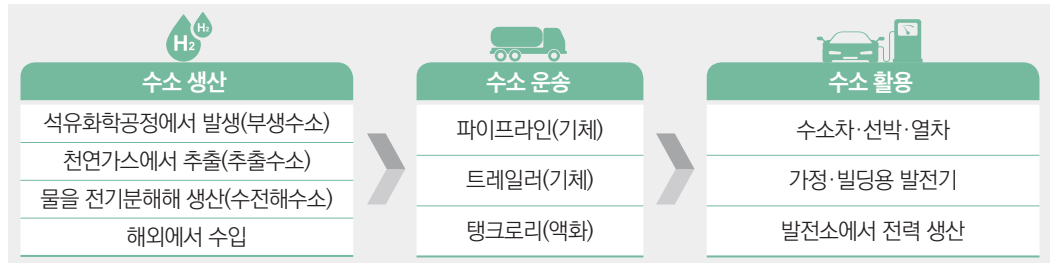 H₂
H₂
수소 생산
석유화학공정에서 발생(부생수소)
천연가스에서 추출(추출수소)
물을 전기분해해 생산(수전해수소)
해외에서 수입
수소 운송
파이프라인(기체)
트레일러(기체)
탱크로리(액화)
수소 활용
수소차·선박·열차
가정·빌딩용 발전기
발전소에서 전력 생산